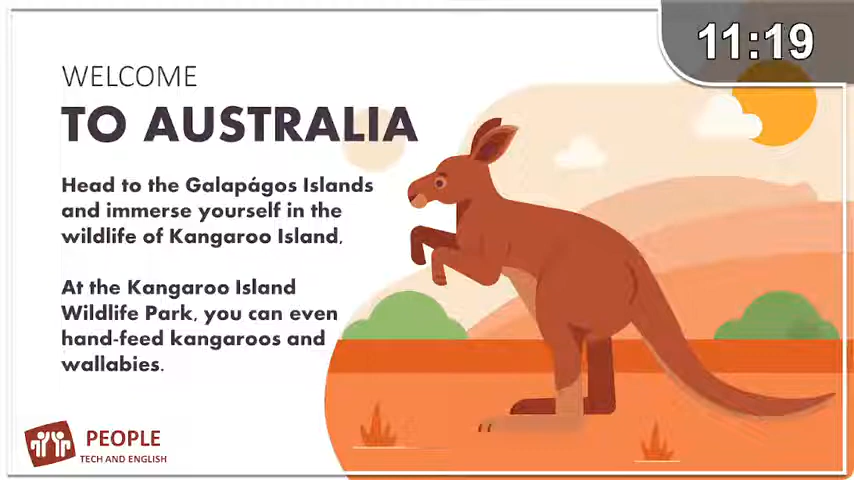 11:19
WELCOME
TO AUSTRALIA
Head to the Galapágos Islands
and immerse yourself in the
wildlife of Kangaroo Island,
At the Kangaroo Island
Wildlife Park, you can even
hand-feed kangaroos and
wallabies.
PEOPLE
TECH AND ENGLISH